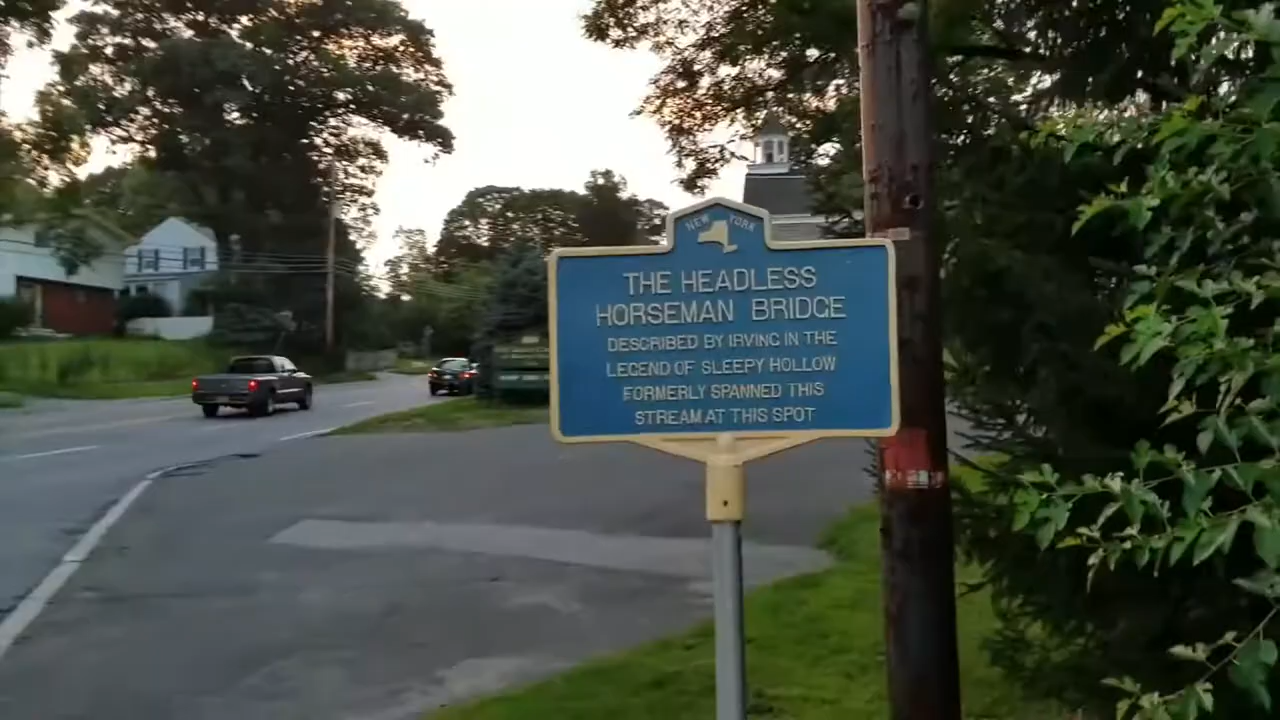 NEW YORK
THE HEADLESS
HORSEMAN BRIDGE
DESCRIBED BY IRVING IN THE
LEGEND OF SLEEPY HOLLOW
FORMERLY SPANNED THIS
STREAM AT THIS SPOT